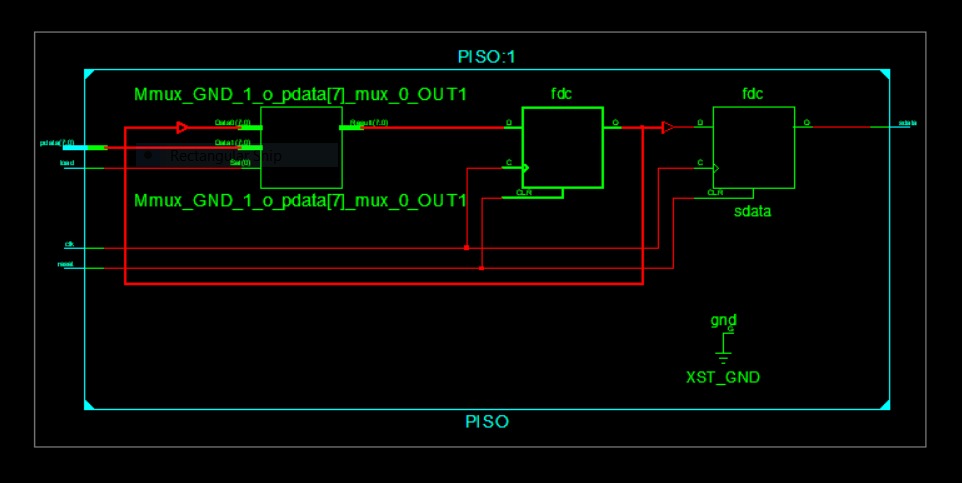 PISO:1
Mmux_GND_1_o_pdata[7]_mux_0_OUT1
fdc
fdc
Data0(7:0)
Result(7:0)
D
Q
D
Q
sdata
pdata(7:0)
Data1(7:0)
Rectangular Snip
load
Sel(0)
C
C
CLR
CLR
Mmux_GND_1_o_pdata[7]_mux_0_OUT1
sdata
clk
reset
gnd
G
XST_GND
PISO